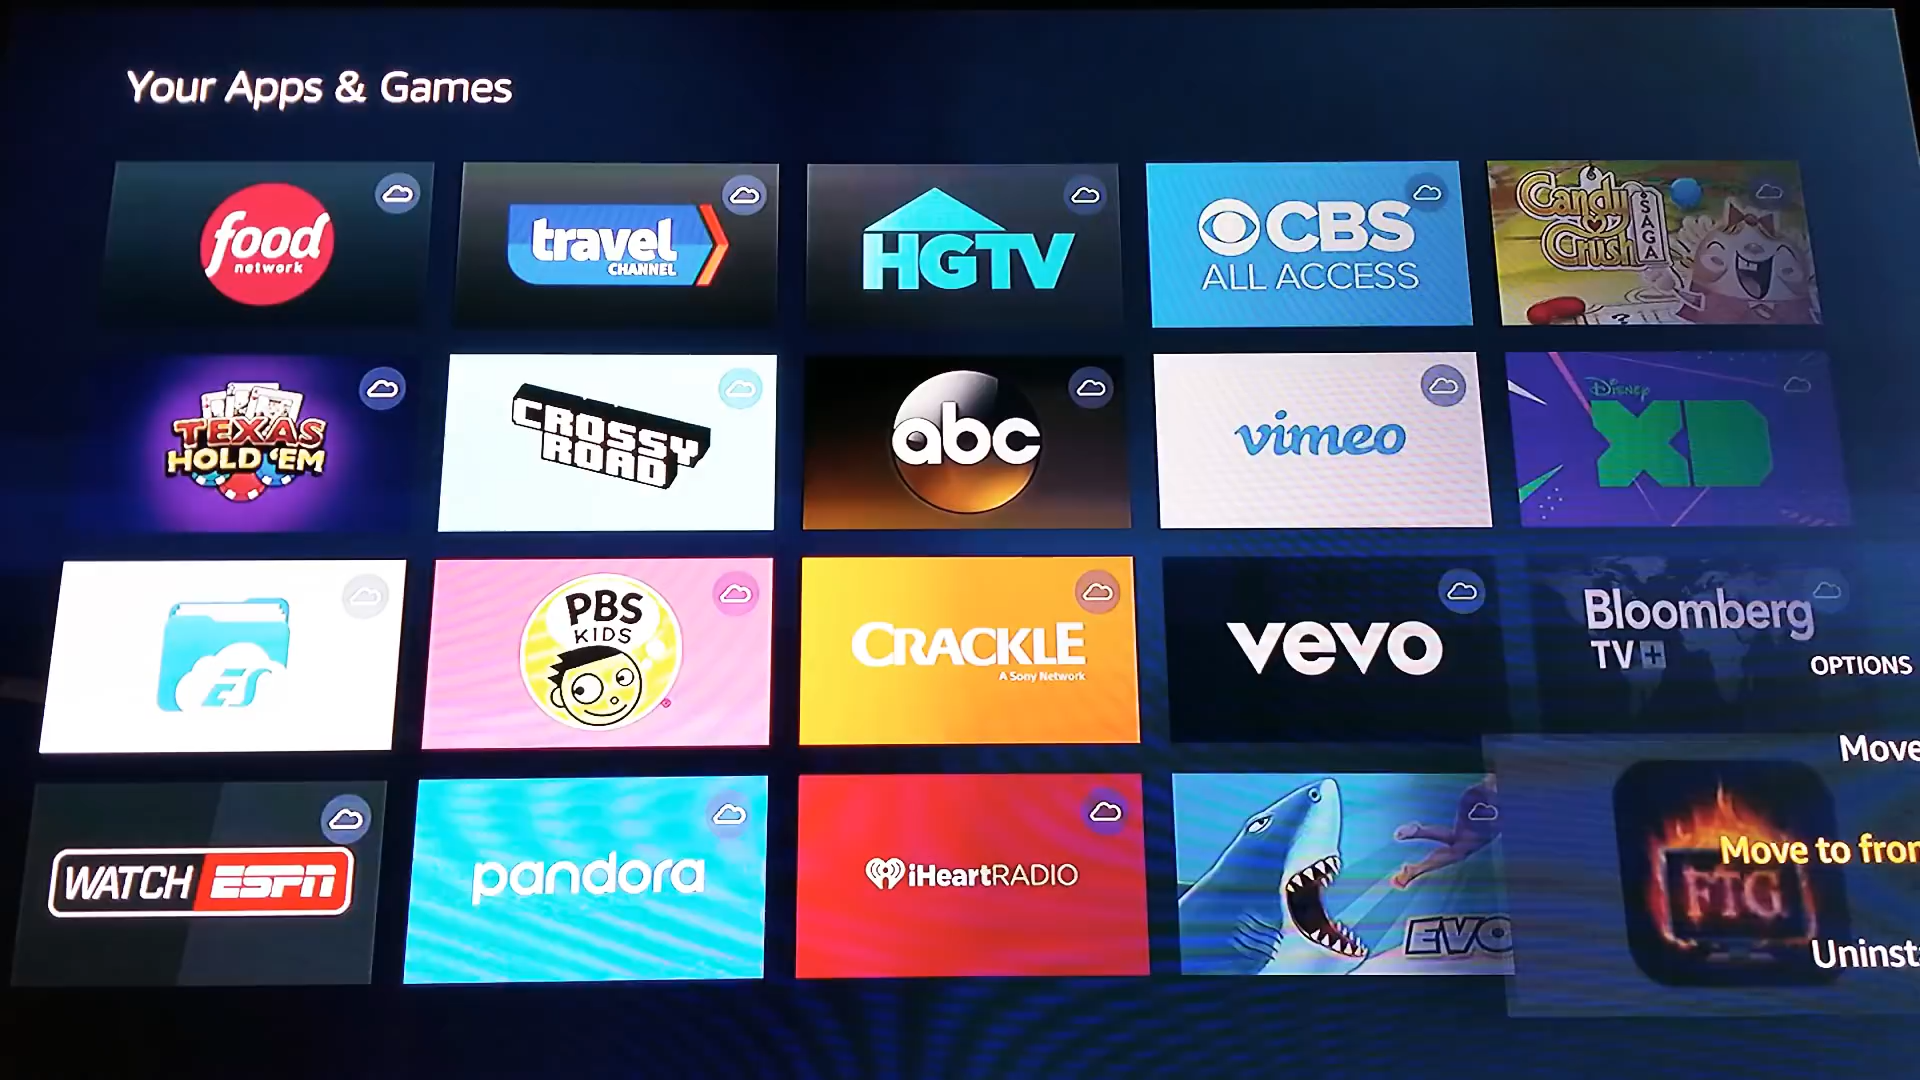 Your Apps & Games
food
network
travel
CHANNEL
HGTV
CBS
ALL ACCESS
Candy
Crush
SAGA
TEXAS
HOLD 'EM
CROSSY
ROAD
abc
vimeo
Disney
XD
ES
PBS
KIDS
CRACKLE
A Sony Network
vevo
Bloomberg
TV+
OPTIONS
Move
WATCH ESPN
pandora
iHeartRADIO
EVO
Move to fron
FTG
Uninsta